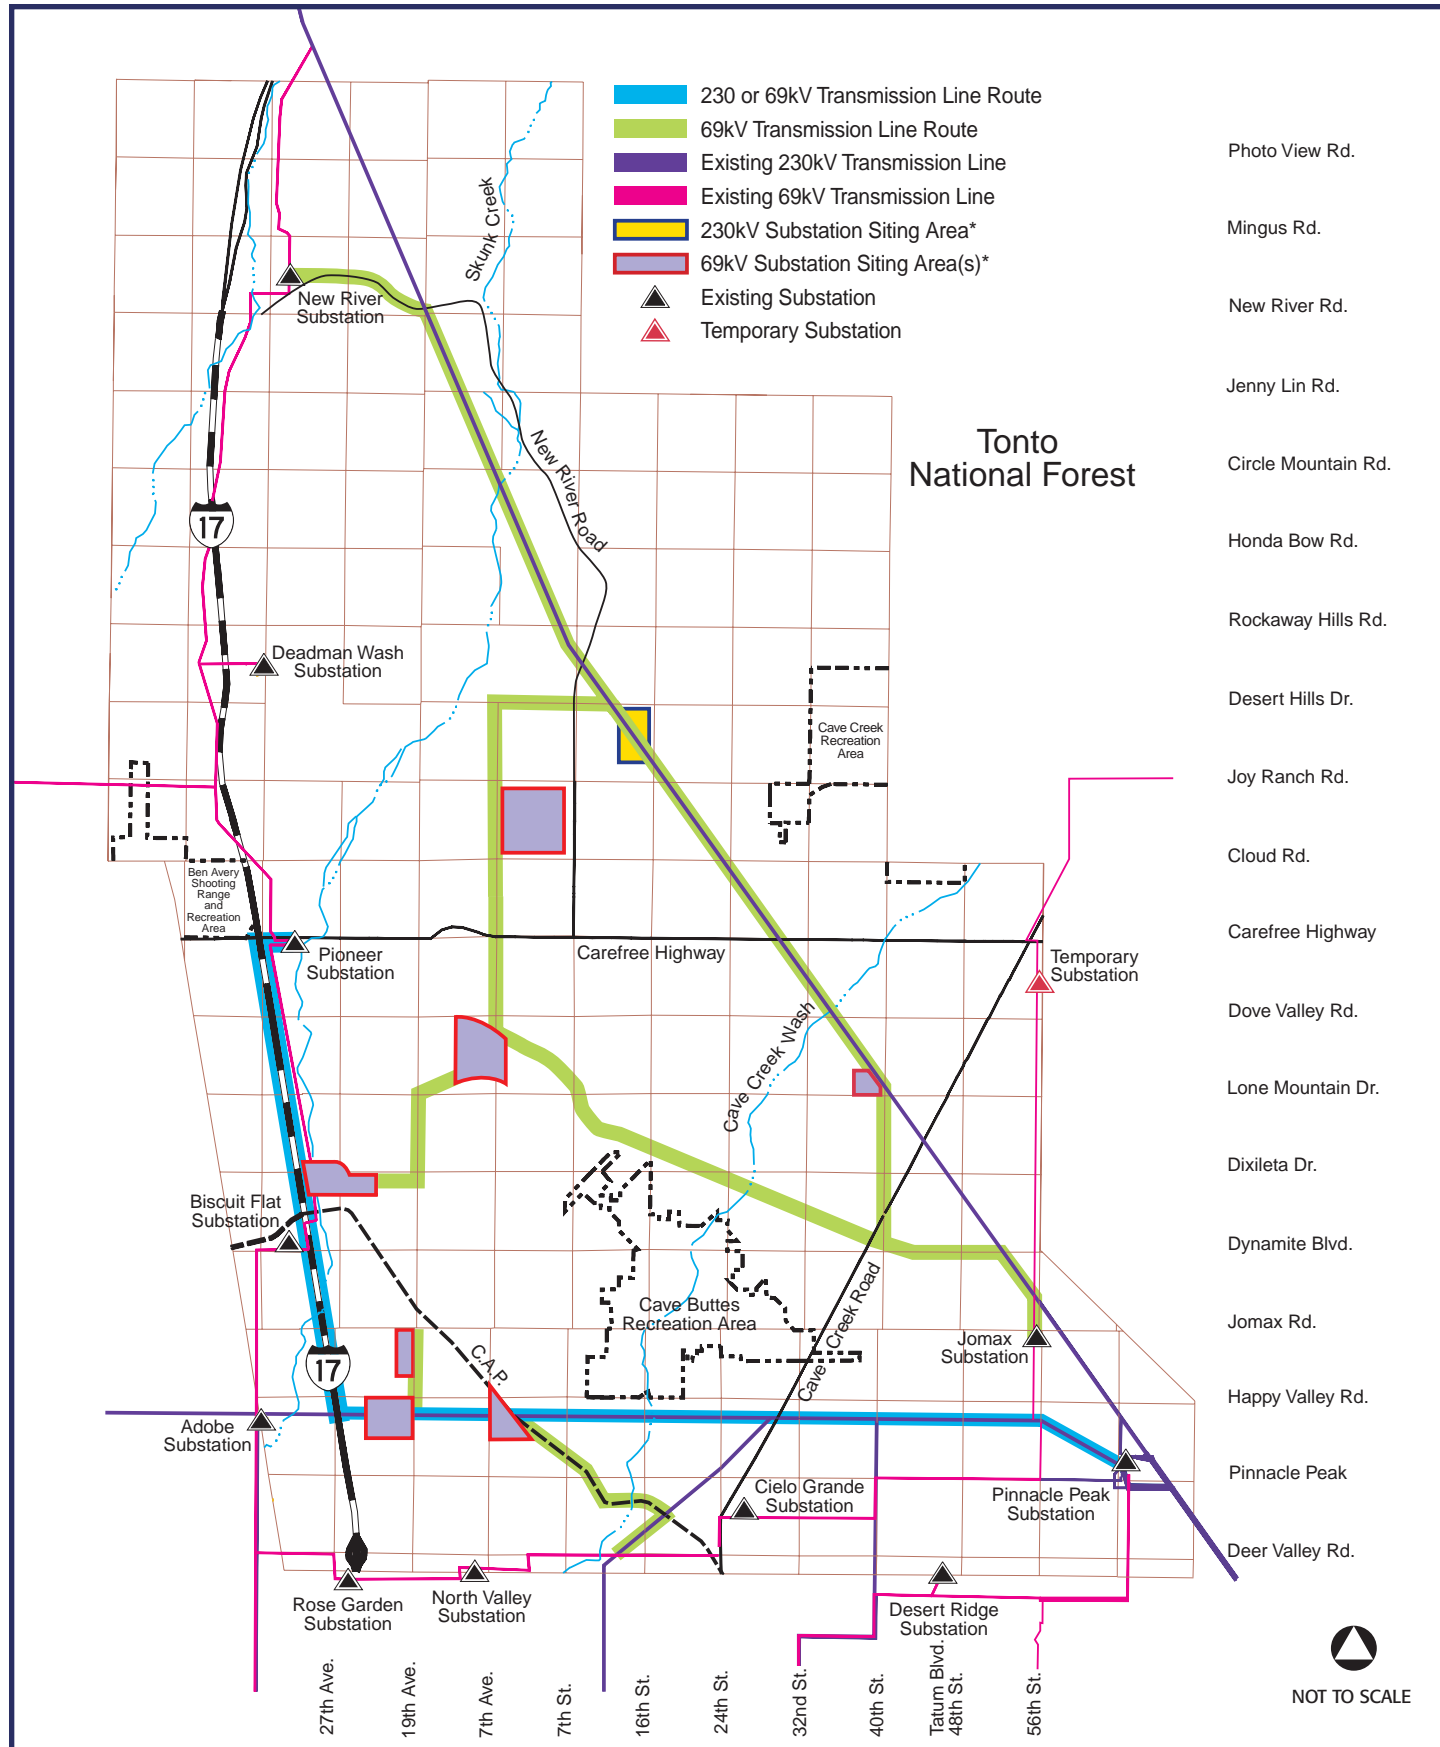 230 or 69kV Transmission Line Route
69kV Transmission Line Route
Existing 230kV Transmission Line
Existing 69kV Transmission Line
230kV Substation Siting Area*
69kV Substation Siting Area(s)*
Existing Substation
Temporary Substation
Photo View Rd.
Mingus Rd.
New River Rd.
Jenny Lin Rd.
Circle Mountain Rd.
Honda Bow Rd.
Rockaway Hills Rd.
Desert Hills Dr.
Joy Ranch Rd.
Cloud Rd.
Carefree Highway
Dove Valley Rd.
Lone Mountain Dr.
Dixileta Dr.
Dynamite Blvd.
Jomax Rd.
Happy Valley Rd.
Pinnacle Peak
Deer Valley Rd.
Skunk Creek
New River
Substation
New River Road
Tonto
National Forest
17
Deadman Wash
Substation
Cave Creek
Recreation
Area
Ben Avery
Shooting
Range
and
Recreation
Area
Pioneer
Substation
Carefree Highway
Temporary
Substation
Cave Creek Wash
Biscuit Flat
Substation
Cave Buttes
Recreation Area
Cave Creek Road
Jomax
Substation
17
C.A.P.
Adobe
Substation
Cielo Grande
Substation
Pinnacle Peak
Substation
Rose Garden
Substation
North Valley
Substation
Desert Ridge
Substation
27th Ave.
19th Ave.
7th Ave.
7th St.
16th St.
24th St.
32nd St.
40th St.
Tatum Blvd.
48th St.
56th St.
NOT TO SCALE